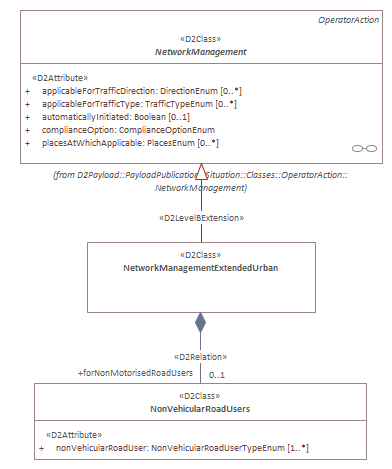 OperatorAction
«D2Class»
NetworkManagement
«D2Attribute»
+ applicableForTrafficDirection: DirectionEnum [0..*]
+ applicableForTrafficType: TrafficTypeEnum [0..*]
+ automaticallyInitiated: Boolean [0..1]
+ complianceOption: ComplianceOptionEnum
+ placesAtWhichApplicable: PlacesEnum [0..*]
(from D2Payload::PayloadPublication::Situation::Classes::OperatorAction::
NetworkManagement)
«D2LevelBExtension»
«D2Class»
NetworkManagementExtendedUrban
«D2Relation»
+forNonMotorisedRoadUsers 0..1
«D2Class»
NonVehicularRoadUsers
«D2Attribute»
+ nonVehicularRoadUser: NonVehicularRoadUserTypeEnum [1..*]